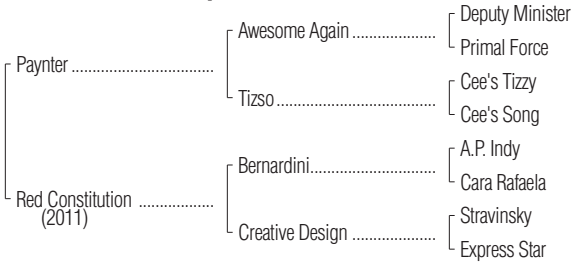 Deputy Minister
Awesome Again ..................
Primal Force
Paynter ...............................
Cee's Tizzy
Tizso ..................................
Cee's Song
A.P. Indy
Bernardini...........................
Cara Rafaela
Red Constitution ................
(2011)
Stravinsky
Creative Design ..................
Express Star